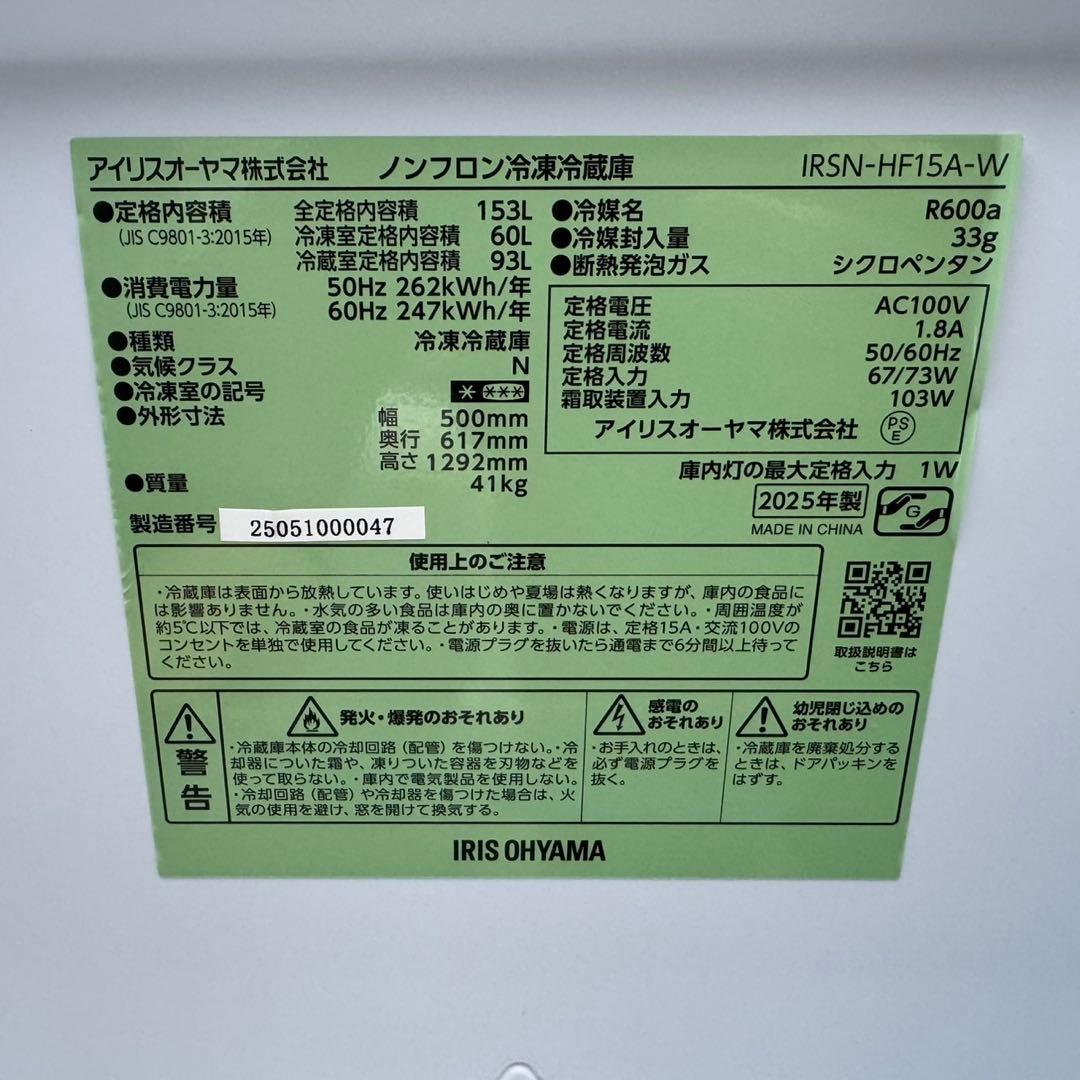 アイリスオーヤマ株式会社 ノンフロン冷凍冷蔵庫 IRSN-HF15A-W
●定格内容積 全定格内容積 153L
(JIS C9801-3:2015年) 冷凍室定格内容積 60L
冷蔵室定格内容積 93L
●消費電力量 50Hz 262kWh/年
(JIS C9801-3:2015年) 60Hz 247kWh/年
●種類 冷凍冷蔵庫
●気候クラス N
●冷凍室の記号 * ***
●外形寸法 幅 500mm
奥行 617mm
高さ 1292mm
●質量 41kg
製造番号 25051000047
●冷媒名 R600a
●冷媒封入量 33g
●断熱発泡ガス シクロペンタン
定格電圧 AC100V
定格電流 1.8A
定格周波数 50/60Hz
定格入力 67/73W
霜取装置入力 103W
アイリスオーヤマ株式会社 PSE
庫内灯の最大定格入力 1W
2025年製
MADE IN CHINA
G
使用上のご注意
・冷蔵庫は表面から放熱しています。使いはじめや夏場は熱くなりますが、庫内の食品に
は影響ありません。・水気の多い食品は庫内の奥に置かないでください。・周囲温度が
約5℃以下では、冷蔵室の食品が凍ることがあります。・電源は、定格15A・交流100Vの
コンセントを単独で使用してください。・電源プラグを抜いたら通電まで6分間以上待って
ください。
取扱説明書は
こちら
警告
発火・爆発のおそれあり
・冷蔵庫本体の冷却回路（配管）を傷つけない。・冷
却器についた霜や、凍りついた容器を刃物などを
使って取らない。・庫内で電気製品を使用しない。
・冷却回路（配管）や冷却器を傷つけた場合は、火
気の使用を避け、窓を開けて換気する。
感電の
おそれあり
・お手入れのときは、
必ず電源プラグを
抜く。
幼児閉じ込めの
おそれあり
・冷蔵庫を廃棄処分する
ときは、ドアパッキンを
はずす。
IRIS OHYAMA